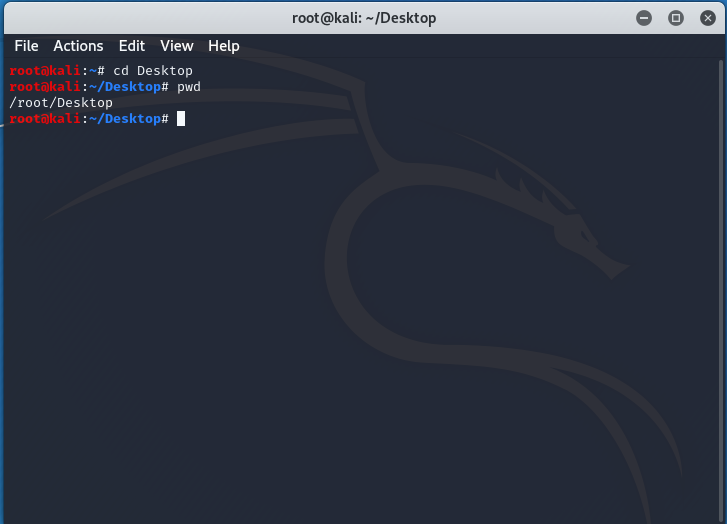 root@kali: ~/Desktop
File Actions Edit View Help
root@kali:~# cd Desktop
root@kali:~/Desktop# pwd
/root/Desktop
root@kali:~/Desktop#